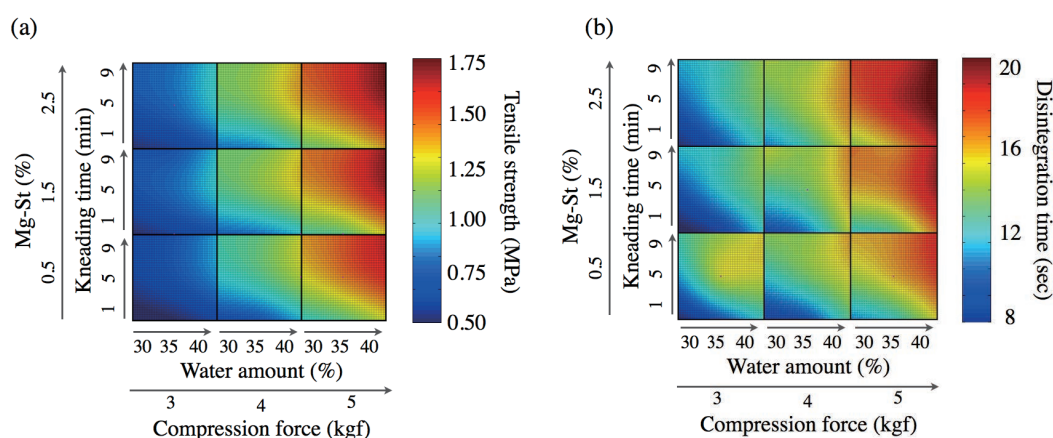 (a)
Mg-St (%)
0.5 1.5 2.5
Kneading time (min)
9
5
1
9
5
1
9
5
1
30 35 40 30 35 40 30 35 40
Water amount (%)
3 4 5
Compression force (kgf)
1.75
1.50
1.25
1.00
0.75
0.50
Tensile strength (MPa)
(b)
Mg-St (%)
0.5 1.5 2.5
Kneading time (min)
9
5
1
9
5
1
9
5
1
30 35 40 30 35 40 30 35 40
Water amount (%)
3 4 5
Compression force (kgf)
20
18
16
12
10
8
Disintegration time (sec)